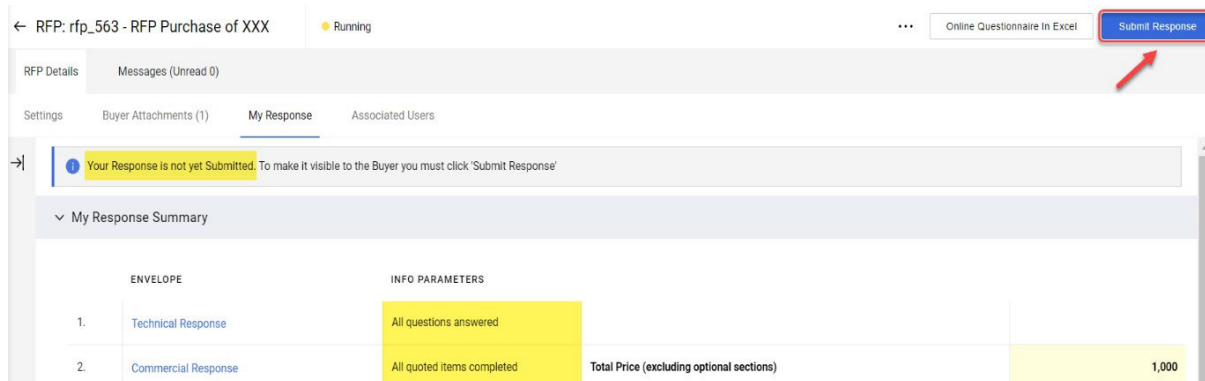 ← RFP: rfp_563 - RFP Purchase of XXX Running ... Online Questionnaire In Excel Submit Response
RFP Details Messages (Unread 0)
Settings Buyer Attachments (1) My Response Associated Users
Your Response is not yet Submitted. To make it visible to the Buyer you must click 'Submit Response'
My Response Summary
ENVELOPE INFO PARAMETERS
1. Technical Response All questions answered
2. Commercial Response All quoted items completed Total Price (excluding optional sections) 1,000